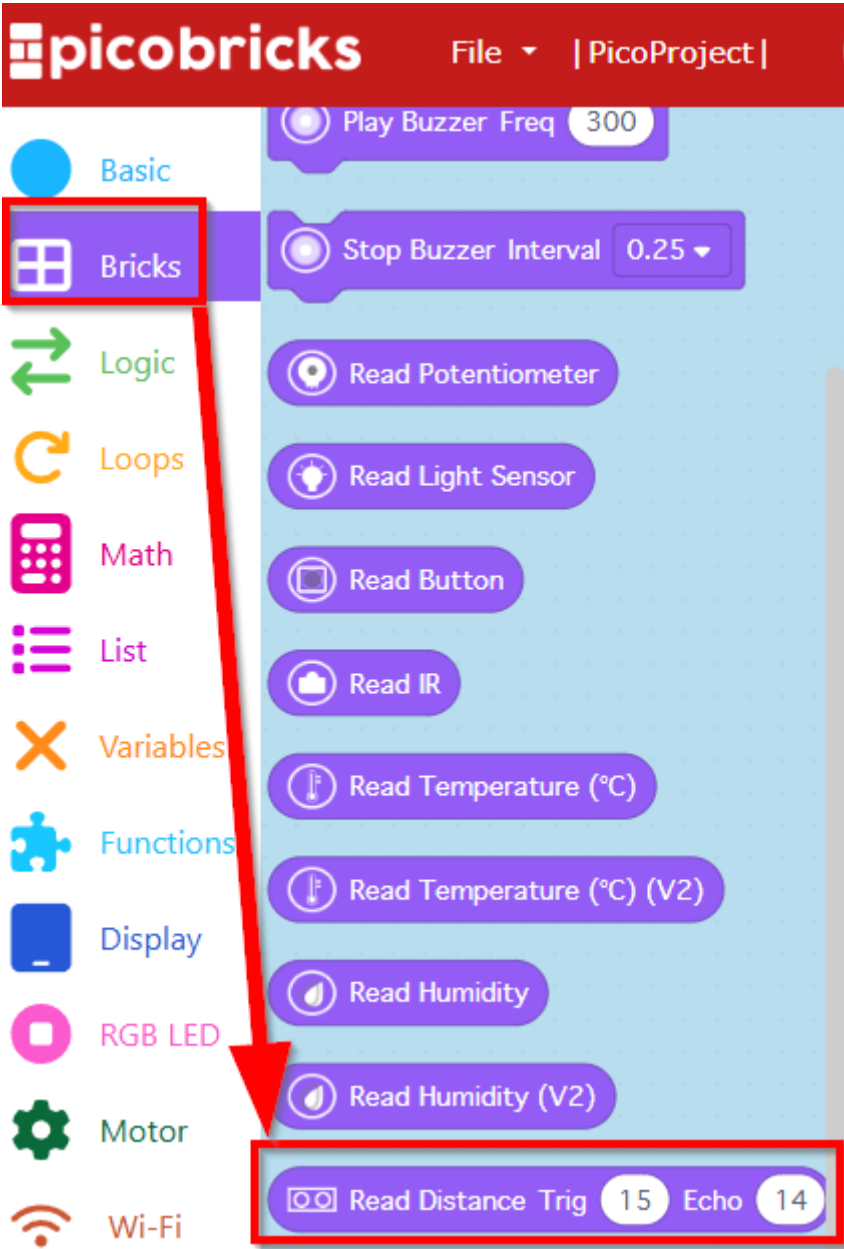 picobricks File |PicoProject|
Basic
Bricks
Logic
Loops
Math
List
Variables
Functions
Display
RGB LED
Motor
Wi-Fi
Play Buzzer Freq 300
Stop Buzzer Interval 0.25
Read Potentiometer
Read Light Sensor
Read Button
Read IR
Read Temperature (°C)
Read Temperature (°C) (V2)
Read Humidity
Read Humidity (V2)
Read Distance Trig 15 Echo 14